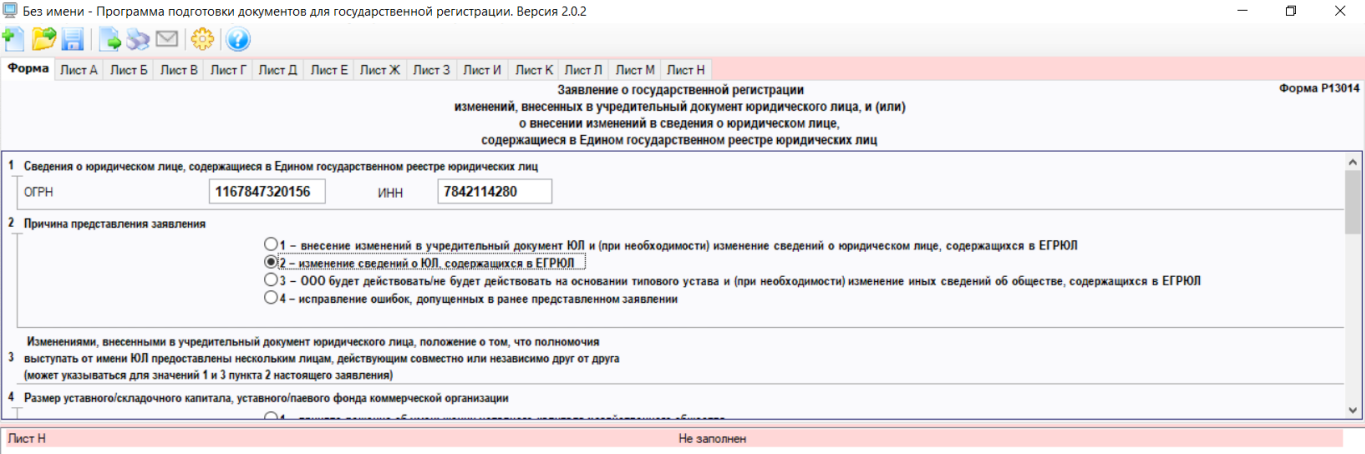 Без имени - Программа подготовки документов для государственной регистрации. Версия 2.0.2
Форма Лист А Лист Б Лист В Лист Г Лист Д Лист Е Лист Ж Лист З Лист И Лист К Лист Л Лист М Лист Н
Заявление о государственной регистрации
Форма Р13014
изменений, внесенных в учредительный документ юридического лица, и (или)
о внесении изменений в сведения о юридическом лице,
содержащиеся в Едином государственном реестре юридических лиц
1 Сведения о юридическом лице, содержащиеся в Едином государственном реестре юридических лиц
ОГРН 1167847320156 ИНН 7842114280
2 Причина представления заявления
1 – внесение изменений в учредительный документ ЮЛ и (при необходимости) изменение сведений о юридическом лице, содержащихся в ЕГРЮЛ
2 – изменение сведений о ЮЛ, содержащихся в ЕГРЮЛ
3 – ООО будет действовать/не будет действовать на основании типового устава и (при необходимости) изменение иных сведений об обществе, содержащихся в ЕГРЮЛ
4 – исправление ошибок, допущенных в ранее представленном заявлении
Изменениями, внесенными в учредительный документ юридического лица, положение о том, что полномочия
3 выступать от имени ЮЛ предоставлены нескольким лицам, действующим совместно или независимо друг от друга
(может указываться для значений 1 и 3 пункта 2 настоящего заявления)
4 Размер уставного/складочного капитала, уставного/паевого фонда коммерческой организации
Лист Н Не заполнен